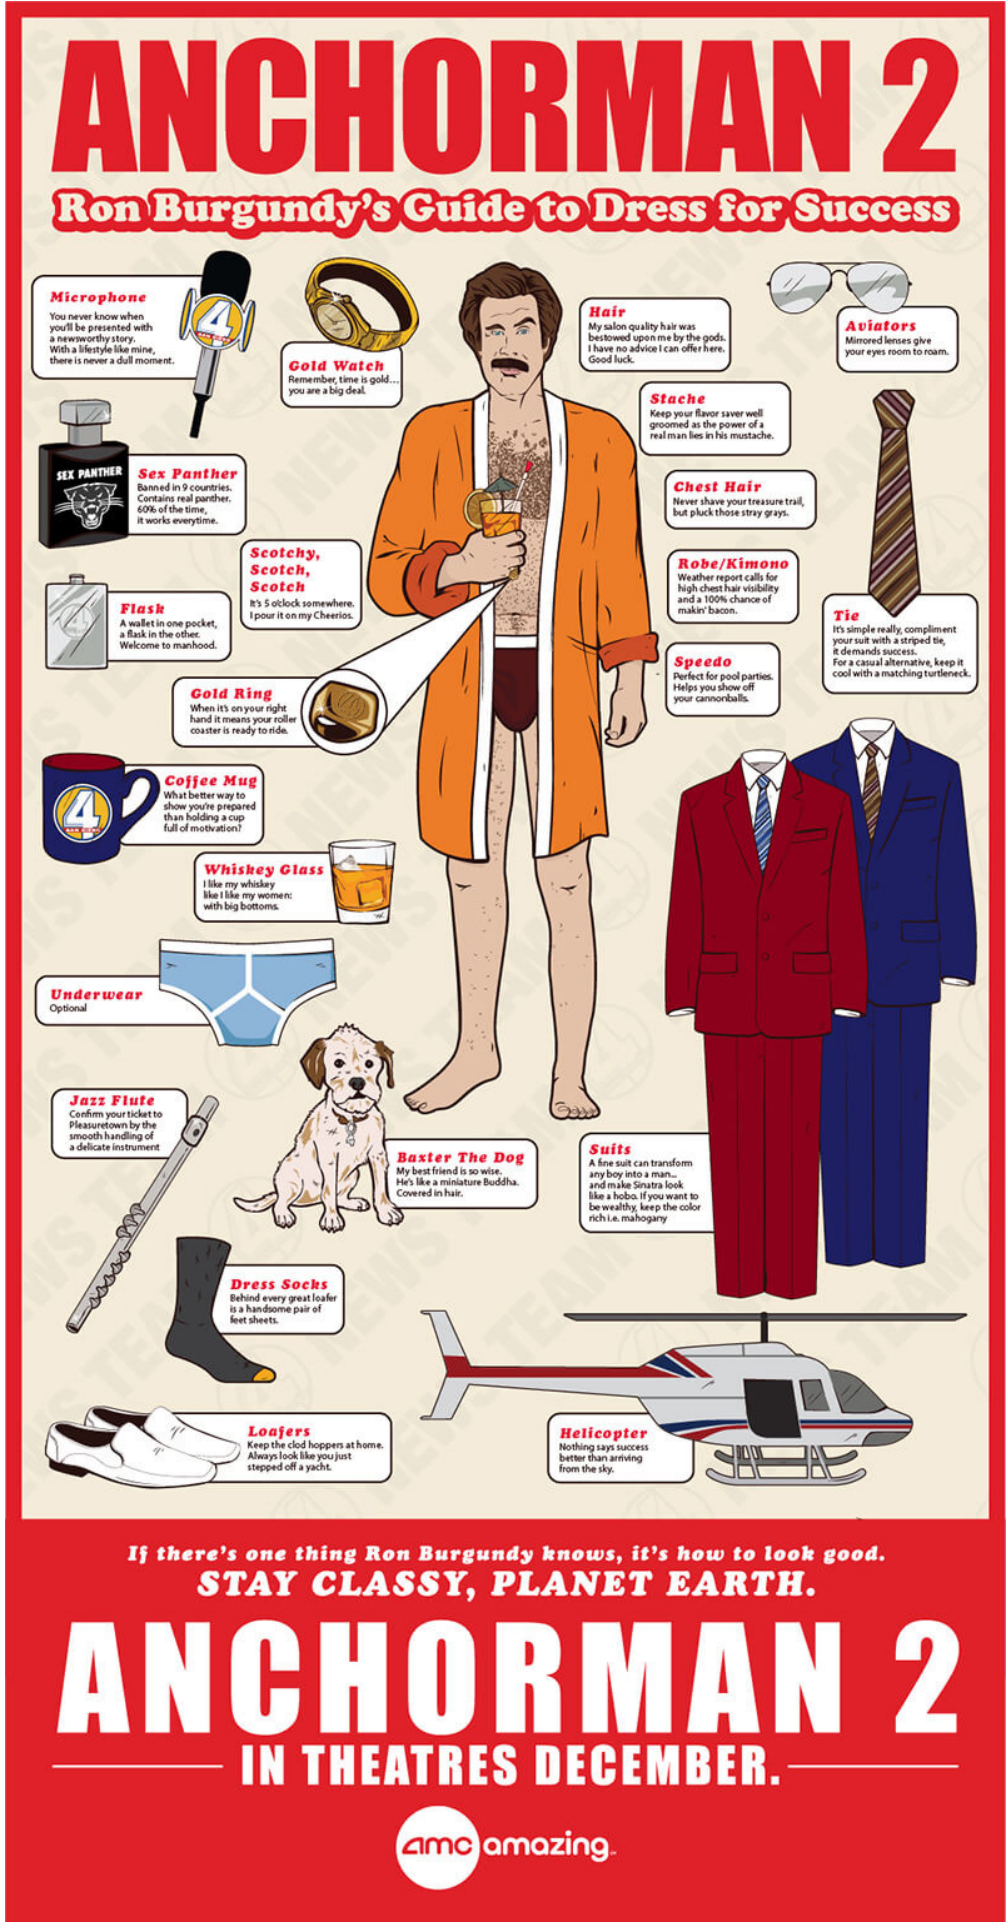 ANCHORMAN 2
Ron Burgundy's Guide to Dress for Success
Microphone
You never know when
you'll be presented with
a newsworthy story.
With a lifestyle like mine,
there is never a dull moment.
4
SAN DIEGO
Gold Watch
Remember, time is gold...
you are a big deal.
Hair
My salon quality hair was
bestowed upon me by the gods.
I have no advice I can offer here.
Good luck.
Aviators
Mirrored lenses give
your eyes room to roam.
Stache
Keep your flavor saver well
groomed as the power of a
real man lies in his mustache.
SEX PANTHER
Sex Panther
Banned in 9 countries.
Contains real panther.
60% of the time,
it works everytime.
Chest Hair
Never shave your treasure trail,
but pluck those stray grays.
Scotchy,
Scotch,
Scotch
It's 5 o'clock somewhere.
I pour it on my Cheerios.
Robe/Kimono
Weather report calls for
high chest hair visibility
and a 100% chance of
makin' bacon.
4
Flask
A wallet in one pocket,
a flask in the other.
Welcome to manhood.
Tie
It's simple really, compliment
your suit with a striped tie,
it demands success.
For a casual alternative, keep it
cool with a matching turtleneck.
Speedo
Perfect for pool parties.
Helps you show off
your cannonballs.
Gold Ring
When it's on your right
hand it means your roller
coaster is ready to ride.
4
SAN DIEGO
Coffee Mug
What better way to
show you're prepared
than holding a cup
full of motivation?
Whiskey Glass
I like my whiskey
like I like my women:
with big bottoms.
Underwear
Optional
Jazz Flute
Confirm your ticket to
Pleasuretown by the
smooth handling of
a delicate instrument
Baxter The Dog
My best friend is so wise.
He's like a miniature Buddha.
Covered in hair.
Suits
A fine suit can transform
any boy into a man...
and make Sinatra look
like a hobo. If you want to
be wealthy, keep the color
rich i.e. mahogany
Dress Socks
Behind every great loafer
is a handsome pair of
feet sheets.
Loafers
Keep the clod hoppers at home.
Always look like you just
stepped off a yacht.
Helicopter
Nothing says success
better than arriving
from the sky.
If there's one thing Ron Burgundy knows, it's how to look good.
STAY CLASSY, PLANET EARTH.
ANCHORMAN 2
IN THEATRES DECEMBER.
amc amazing